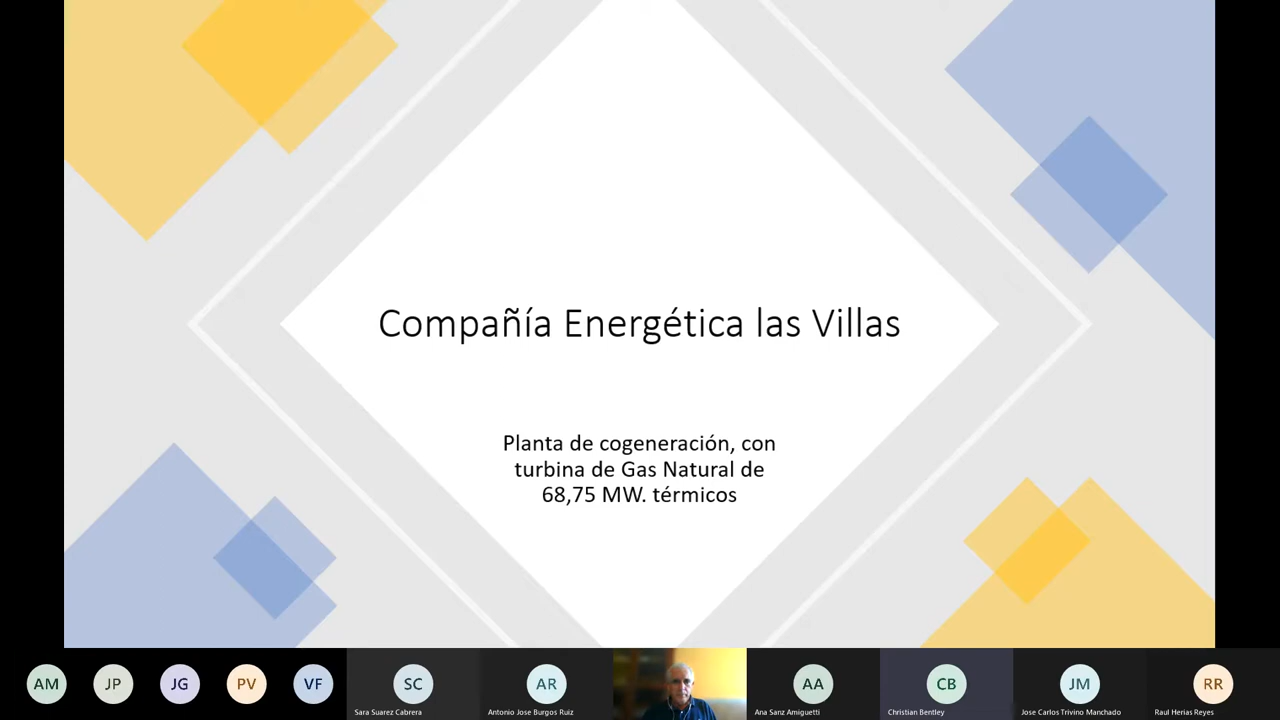 Compañía Energética las Villas
Planta de cogeneración, con
turbina de Gas Natural de
68,75 MW. térmicos
AM
JP
JG
PV
VF
SC
Sara Suarez Cabrera
AR
Antonio Jose Burgos Ruiz
AA
Ana Sanz Amiguetti
CB
Christian Bentley
JM
Jose Carlos Trivino Manchado
RR
Raul Herias Reyes